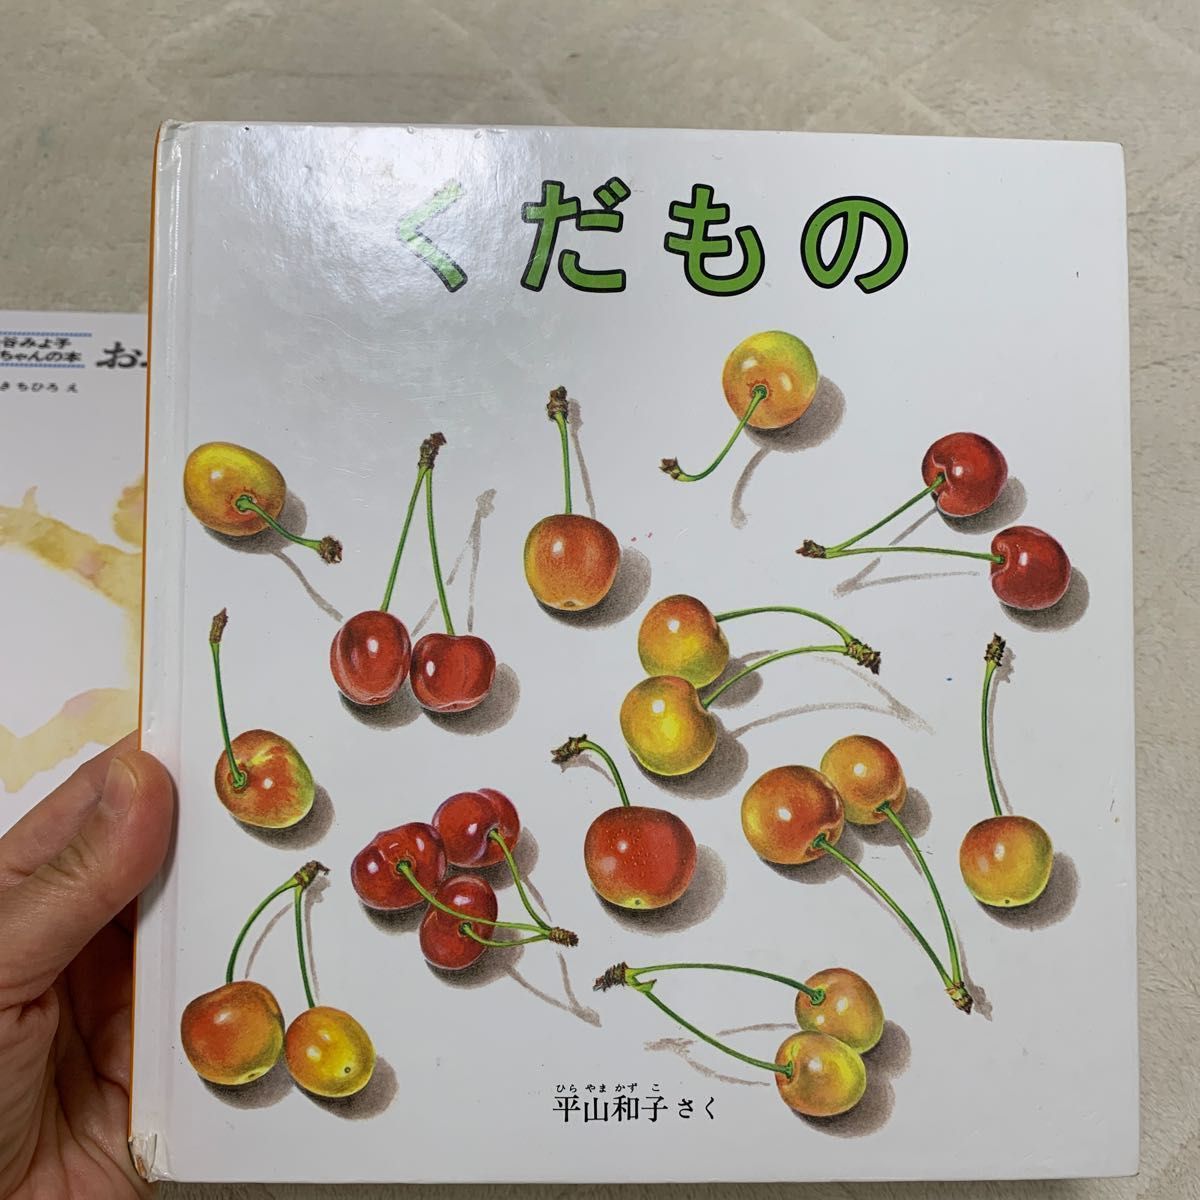 くだもの
谷みよ子
ちゃんの本
お
きちひろ え
ひら やま かず こ
平山和子 さく